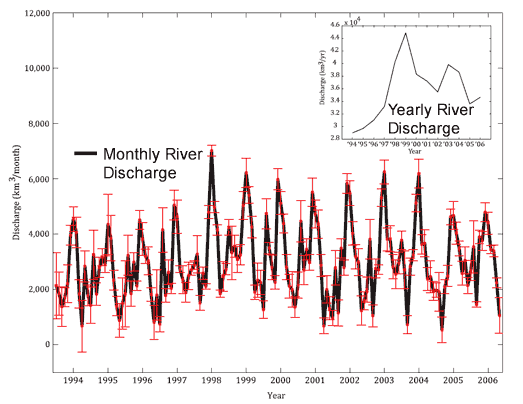 12,000
10,000
8,000
6,000
4,000
2,000
0
Discharge (km³/month)
Monthly River
Discharge
1994 1995 1996 1997 1998 1999 2000 2001 2002 2003 2004 2005 2006
Year
4.6 x 10⁴
4.4
4.2
4
3.8
3.6
3.4
3.2
3
2.8
Discharge (km³/yr)
Yearly River
Discharge
'94 '95 '96 '97 '98 '99 '00 '01 '02 '03 '04 '05 '06
Year